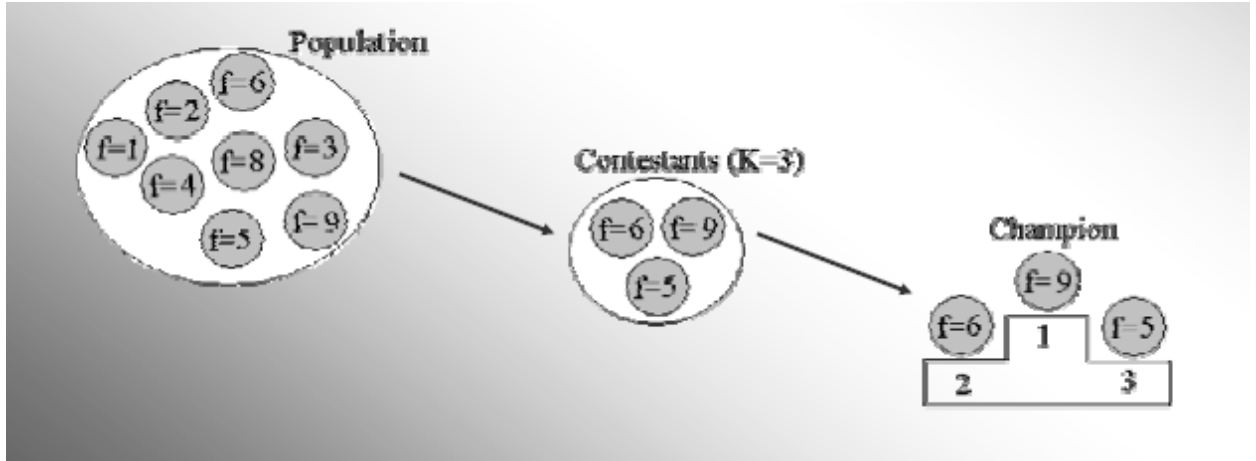 Population
f=6
f=2
f=1
f=8
f=3
f=4
f=9
f=5
Contestants (K=3)
f=6
f=9
f=5
Champion
f=9
f=6
f=5
1
2
3